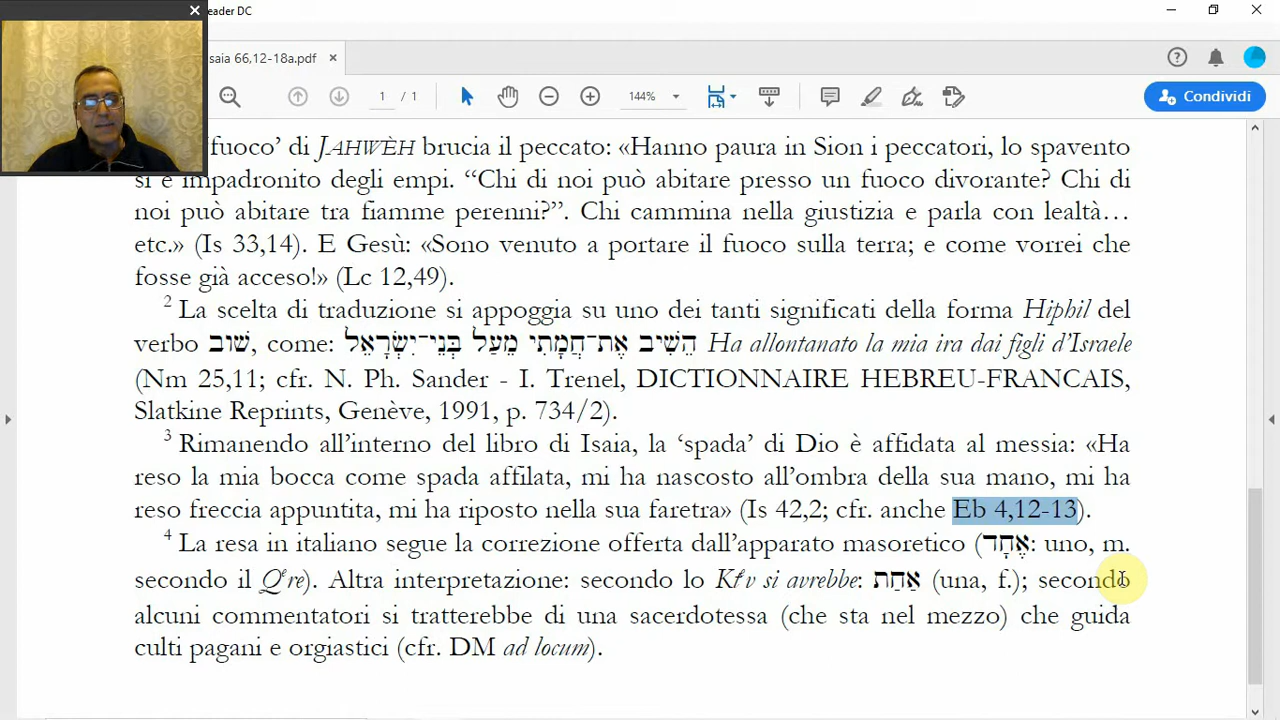 eader DC
saia 66,12-18a.pdf
1 / 1
144%
Condividi
'fuoco' di JAHWÈH brucia il peccato: «Hanno paura in Sion i peccatori, lo spavento
si è impadronito degli empi. “Chi di noi può abitare presso un fuoco divorante? Chi di
noi può abitare tra fiamme perenni?”. Chi cammina nella giustizia e parla con lealtà…
etc.» (Is 33,14). E Gesù: «Sono venuto a portare il fuoco sulla terra; e come vorrei che
fosse già acceso!» (Lc 12,49).
2 La scelta di traduzione si appoggia su uno dei tanti significati della forma Hiphil del
verbo שׁוּב, come: הֵשִׁיב אֶת־חֲמָתִי מֵעַל בְּנֵי־יִשְׂרָאֵל Ha allontanato la mia ira dai figli d'Israele
(Nm 25,11; cfr. N. Ph. Sander - I. Trenel, DICTIONNAIRE HEBREU-FRANCAIS,
Slatkine Reprints, Genève, 1991, p. 734/2).
3 Rimanendo all'interno del libro di Isaia, la 'spada' di Dio è affidata al messia: «Ha
reso la mia bocca come spada affilata, mi ha nascosto all'ombra della sua mano, mi ha
reso freccia appuntita, mi ha riposto nella sua faretra» (Is 42,2; cfr. anche Eb 4,12-13).
4 La resa in italiano segue la correzione offerta dall'apparato masoretico (אֶחָד: uno, m.
secondo il Qᵉre). Altra interpretazione: secondo lo si avrebbe: אַחַת (una, f.); secondo
alcuni commentatori si tratterebbe di una sacerdotessa (che sta nel mezzo) che guida
culti pagani e orgiastici (cfr. DM ad locum).